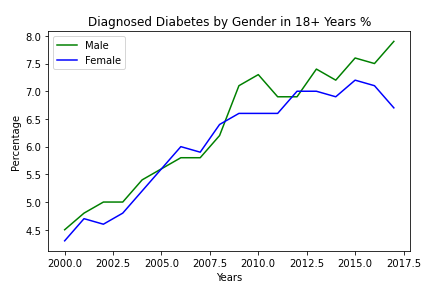 Diagnosed Diabetes by Gender in 18+ Years %
Male
Female
8.0
7.5
7.0
6.5
6.0
5.5
5.0
4.5
Percentage
2000.0 2002.5 2005.0 2007.5 2010.0 2012.5 2015.0 2017.5
Years